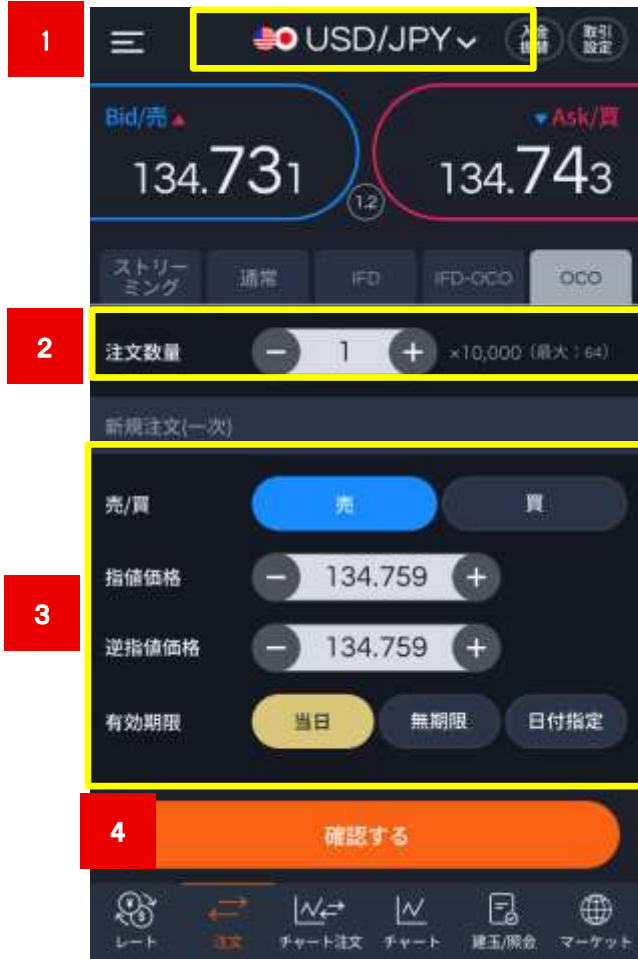 1
USD/JPY
入金
振替
取引
設定
Bid/売
Ask/買
134.731
134.743
1.2
ストリー
ミング
通常
IFD
IFD-OCO
OCO
2
注文数量
1
×10,000 (最大:64)
新規注文(一次)
3
売/買
売
買
指値価格
134.759
逆指値価格
134.759
有効期限
当日
無期限
日付指定
4
確認する
レート
注文
チャート注文
チャート
建玉/照会
マーケット